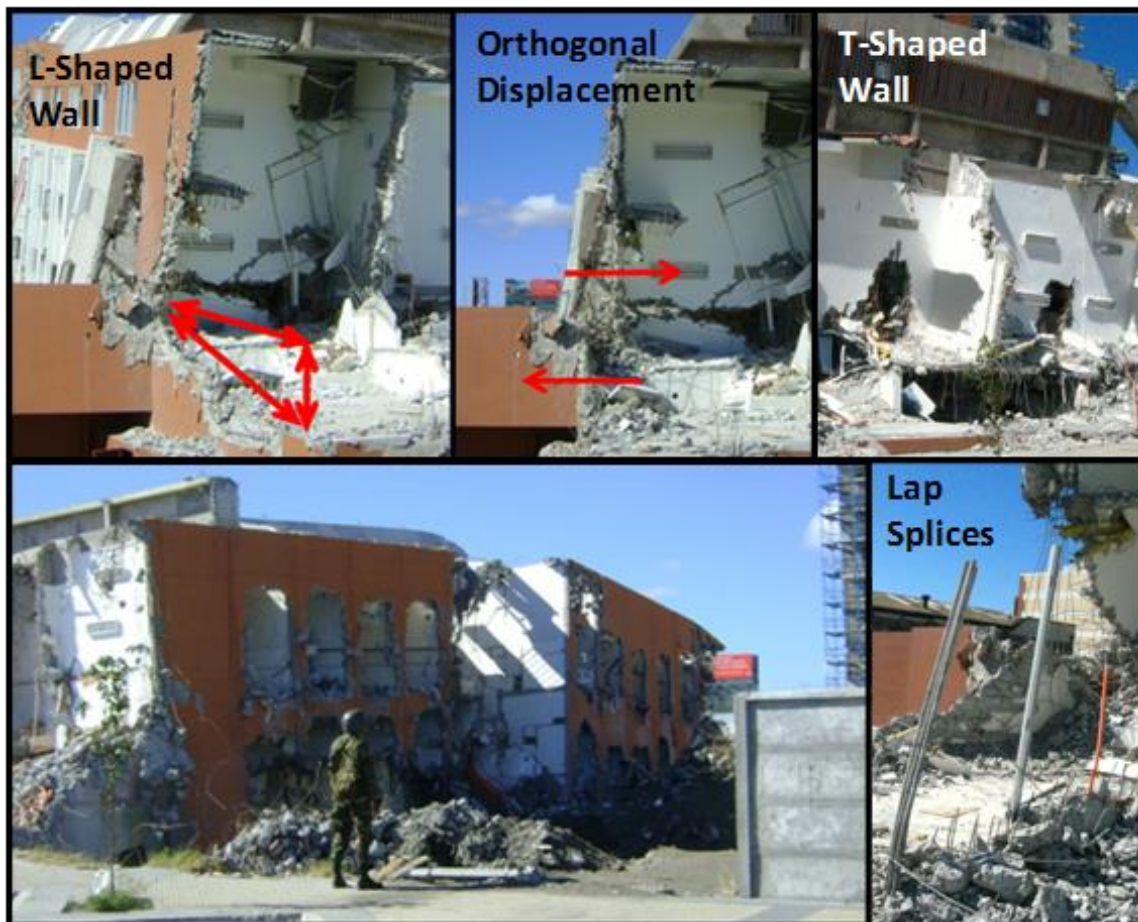 L-Shaped
Wall
Orthogonal
Displacement
T-Shaped
Wall
Lap
Splices